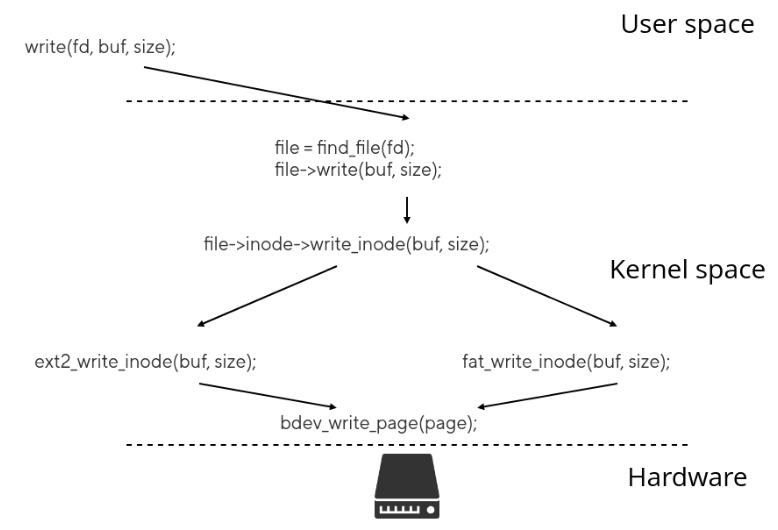 User space
write(fd, buf, size);
file = find_file(fd);
file->write(buf, size);
file->inode->write_inode(buf, size);
Kernel space
ext2_write_inode(buf, size);
fat_write_inode(buf, size);
bdev_write_page(page);
Hardware